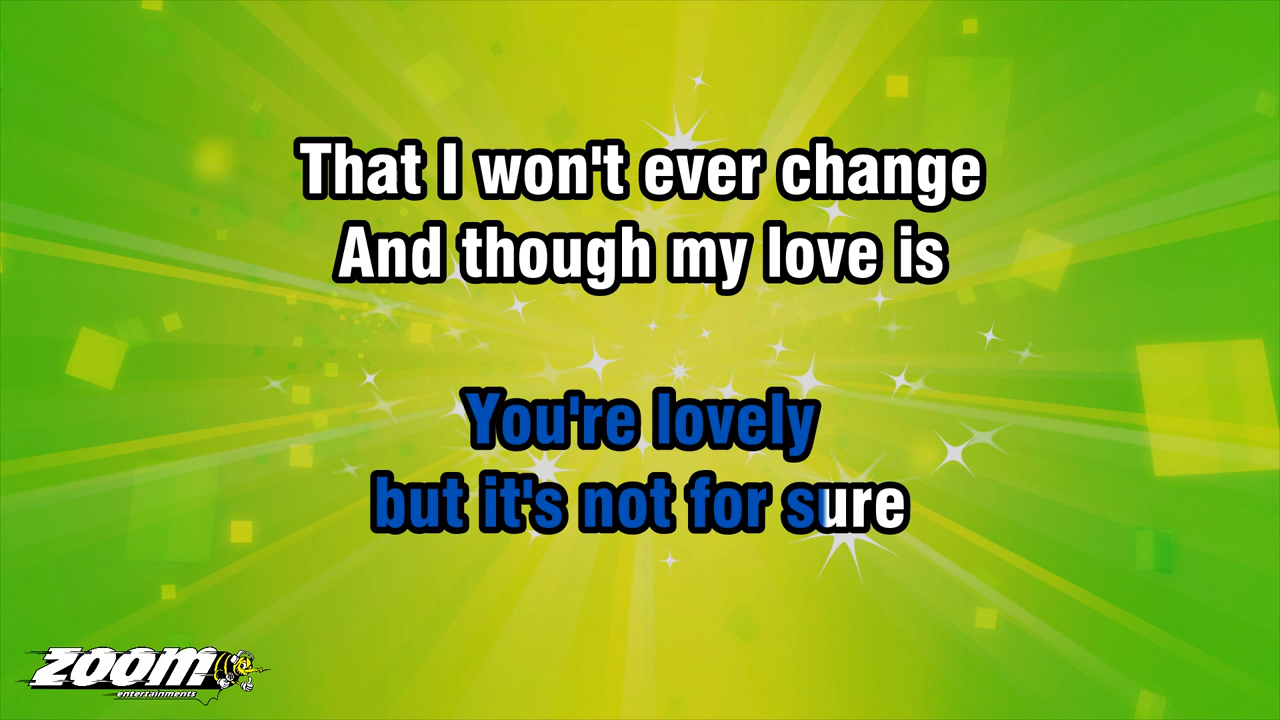 That I won't ever change
And though my love is
You're lovely
but it's not for sure
zoom
entertainments